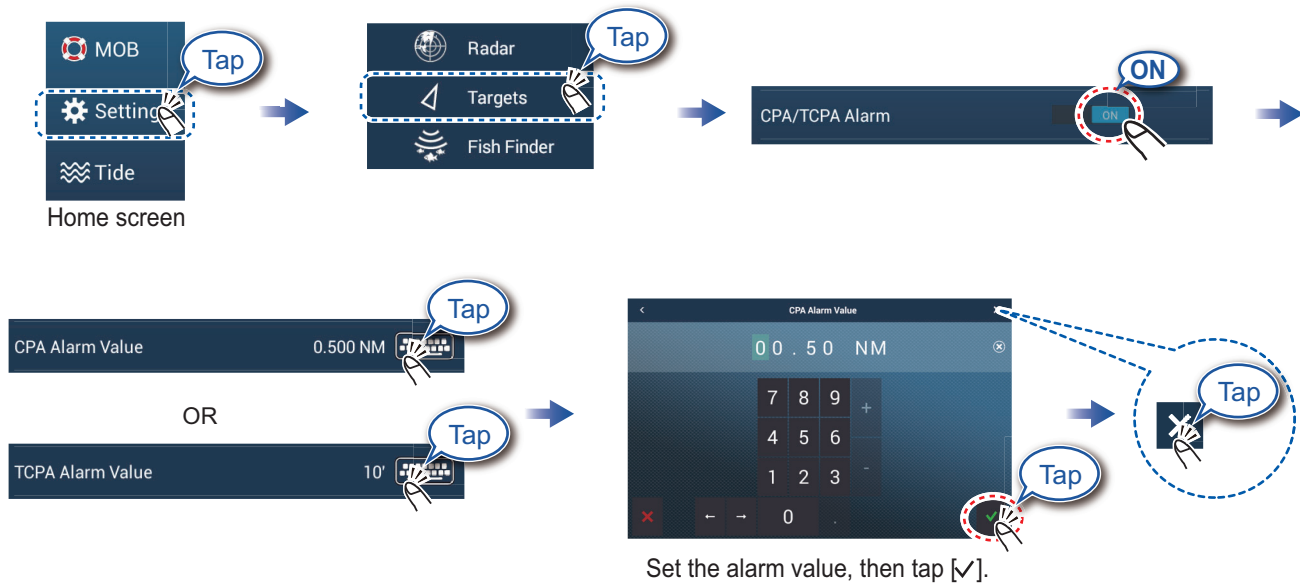 MOB
Tap
Setting
Tide
Home screen
Radar
Tap
Targets
Fish Finder
ON
CPA/TCPA Alarm
ON
Tap
CPA Alarm Value 0.500 NM
OR
Tap
TCPA Alarm Value 10'
CPA Alarm Value
00.50 NM
7 8 9 +
4 5 6
1 2 3 -
← → 0 .
Tap
Tap
Set the alarm value, then tap [✓].